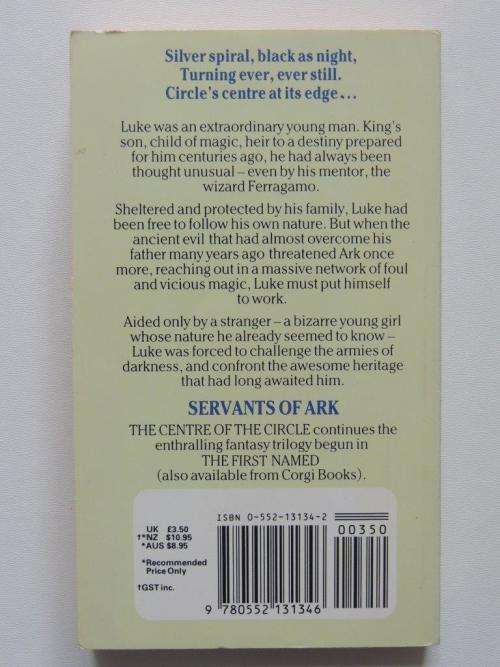 Silver spiral, black as night,
Turning ever, ever still.
Circle's centre at its edge...
Luke was an extraordinary young man. King's
son, child of magic, heir to a destiny prepared
for him centuries ago, he had always been
thought unusual – even by his mentor, the
wizard Ferragamo.
Sheltered and protected by his family, Luke had
been free to follow his own nature. But when the
ancient evil that had almost overcome his
father many years ago threatened Ark once
more, reaching out in a massive network of foul
and vicious magic, Luke must put himself
to work.
Aided only by a stranger – a bizarre young girl
whose nature he already seemed to know –
Luke was forced to challenge the armies of
darkness, and confront the awesome heritage
that had long awaited him.
SERVANTS OF ARK
THE CENTRE OF THE CIRCLE continues the
enthralling fantasy trilogy begun in
THE FIRST NAMED
(also available from Corgi Books).
UK £3.50
†*NZ $10.95
*AUS $8.95
*Recommended
Price Only
†GST inc.
ISBN 0-552-13134-2
00350
9 780552 131346